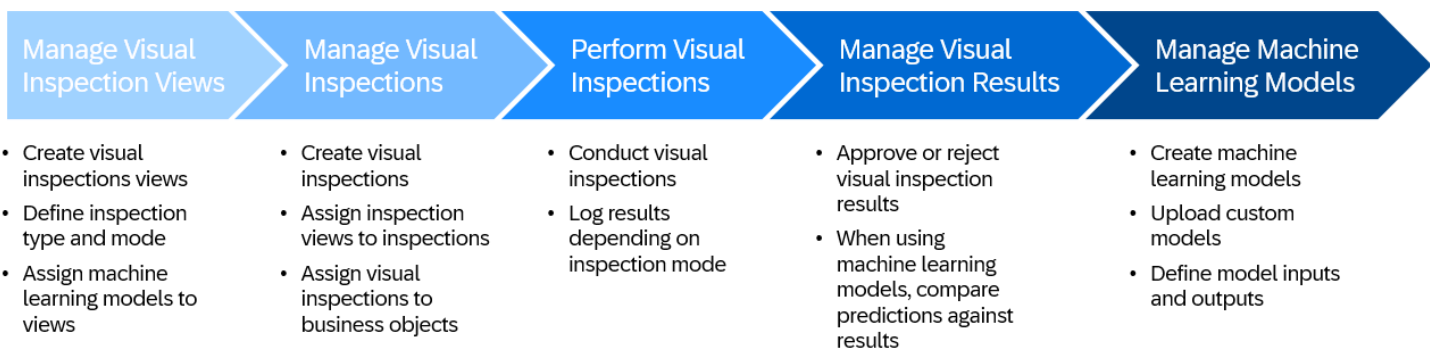 Manage Visual
Inspection Views
Manage Visual
Inspections
Perform Visual
Inspections
Manage Visual
Inspection Results
Manage Machine
Learning Models
• Create visual
inspections views
• Define inspection
type and mode
• Assign machine
learning models to
views
• Create visual
inspections
• Assign inspection
views to inspections
• Assign visual
inspections to
business objects
• Conduct visual
inspections
• Log results
depending on
inspection mode
• Approve or reject
visual inspection
results
• When using
machine learning
models, compare
predictions against
results
• Create machine
learning models
• Upload custom
models
• Define model inputs
and outputs